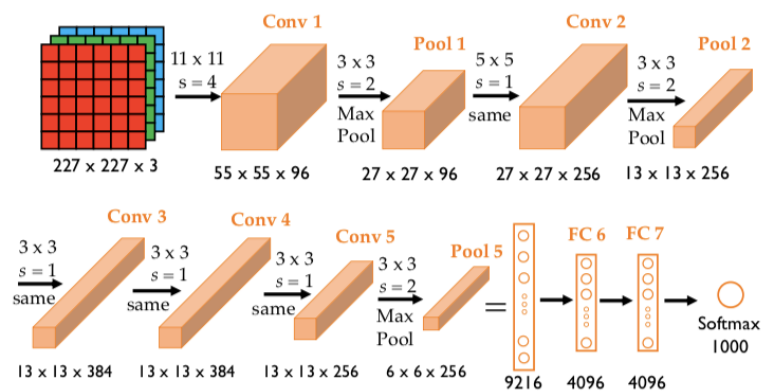 Conv 1
11 x 11
s = 4
3 x 3
s = 2
Max
Pool
Pool 1
5 x 5
s = 1
same
Conv 2
3 x 3
s = 2
Max
Pool
Pool 2
227 x 227 x 3
55 x 55 x 96
27 x 27 x 96
27 x 27 x 256
13 x 13 x 256
3 x 3
s = 1
same
Conv 3
3 x 3
s = 1
same
Conv 4
3 x 3
s = 1
same
Conv 5
3 x 3
s = 2
Max
Pool
Pool 5
=
FC 6
FC 7
Softmax
1000
13 x 13 x 384
13 x 13 x 384
13 x 13 x 256
6 x 6 x 256
9216
4096
4096